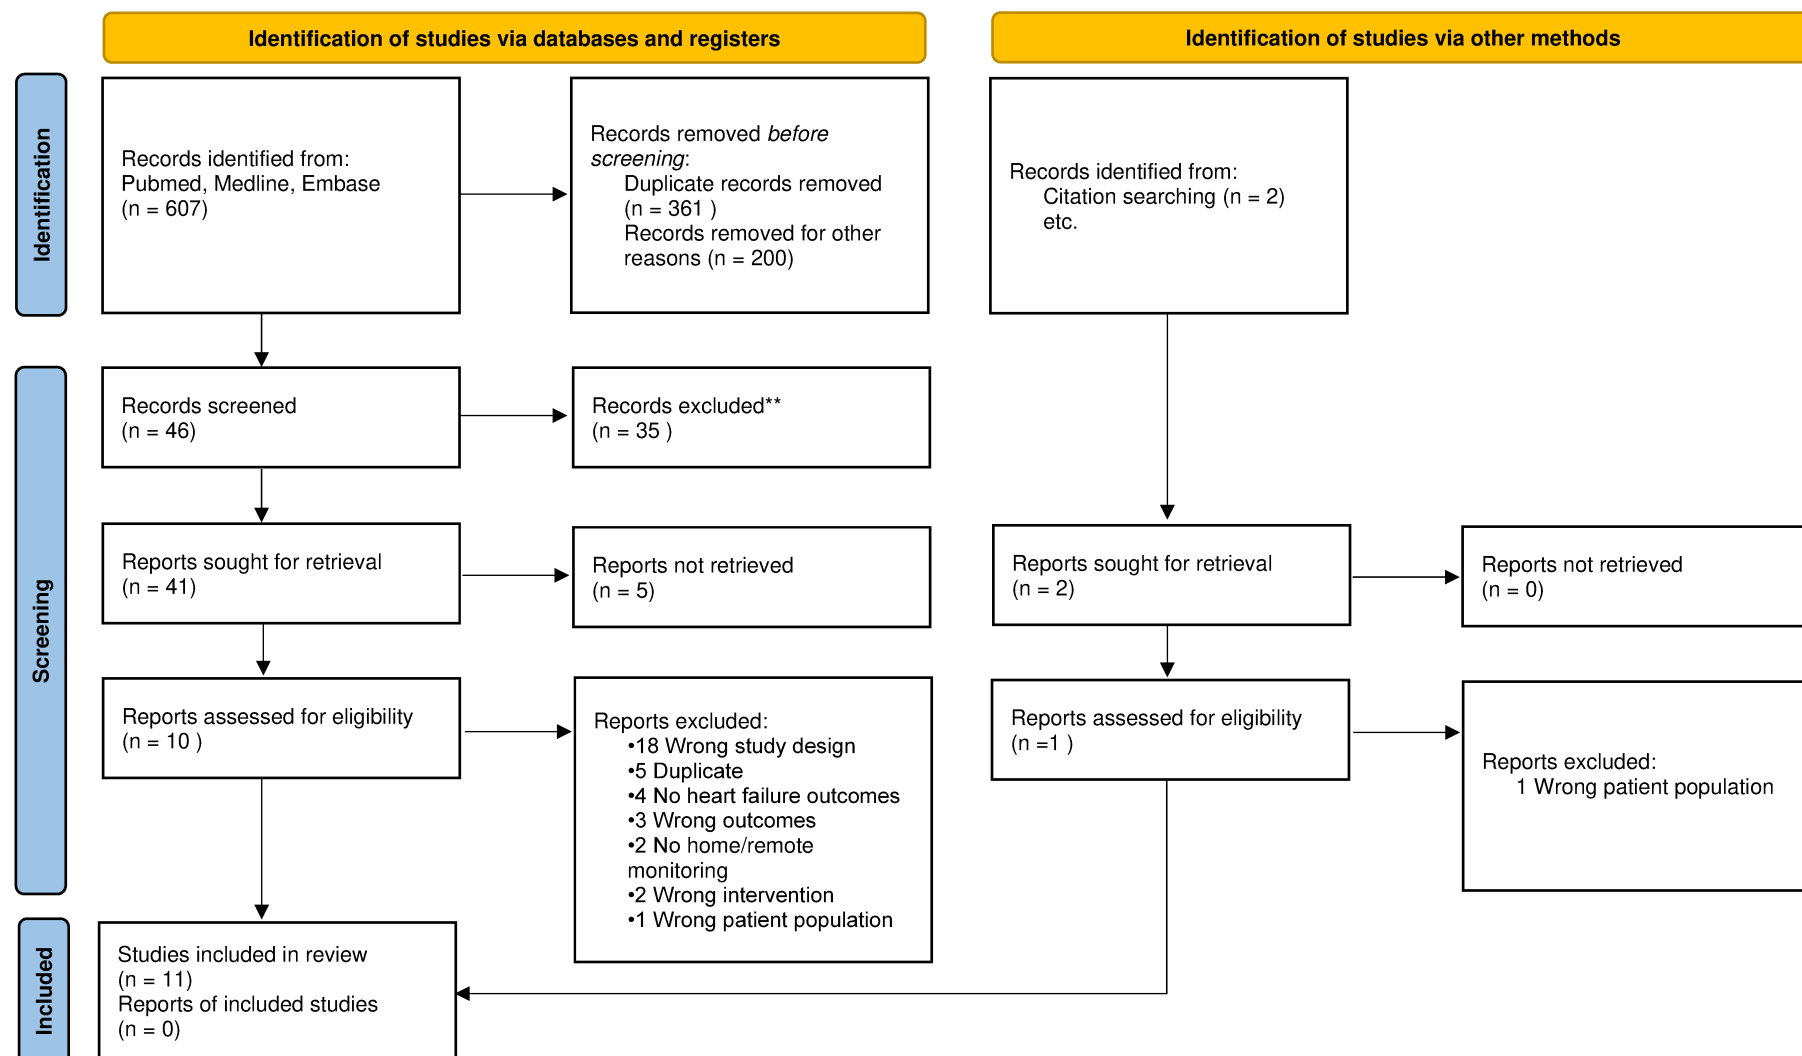 Identification of studies via databases and registers
Identification of studies via other methods
Identification
Records identified from:
Pubmed, Medline, Embase
(n = 607)
Records removed before
screening:
Duplicate records removed
(n = 361 )
Records removed for other
reasons (n = 200)
Records identified from:
Citation searching (n = 2)
etc.
Screening
Records screened
(n = 46)
Records excluded**
(n = 35 )
Reports sought for retrieval
(n = 41)
Reports not retrieved
(n = 5)
Reports sought for retrieval
(n = 2)
Reports not retrieved
(n = 0)
Reports assessed for eligibility
(n = 10 )
Reports excluded:
•18 Wrong study design
•5 Duplicate
•4 No heart failure outcomes
•3 Wrong outcomes
•2 No home/remote
monitoring
•2 Wrong intervention
•1 Wrong patient population
Reports assessed for eligibility
(n =1 )
Reports excluded:
1 Wrong patient population
Included
Studies included in review
(n = 11)
Reports of included studies
(n = 0)